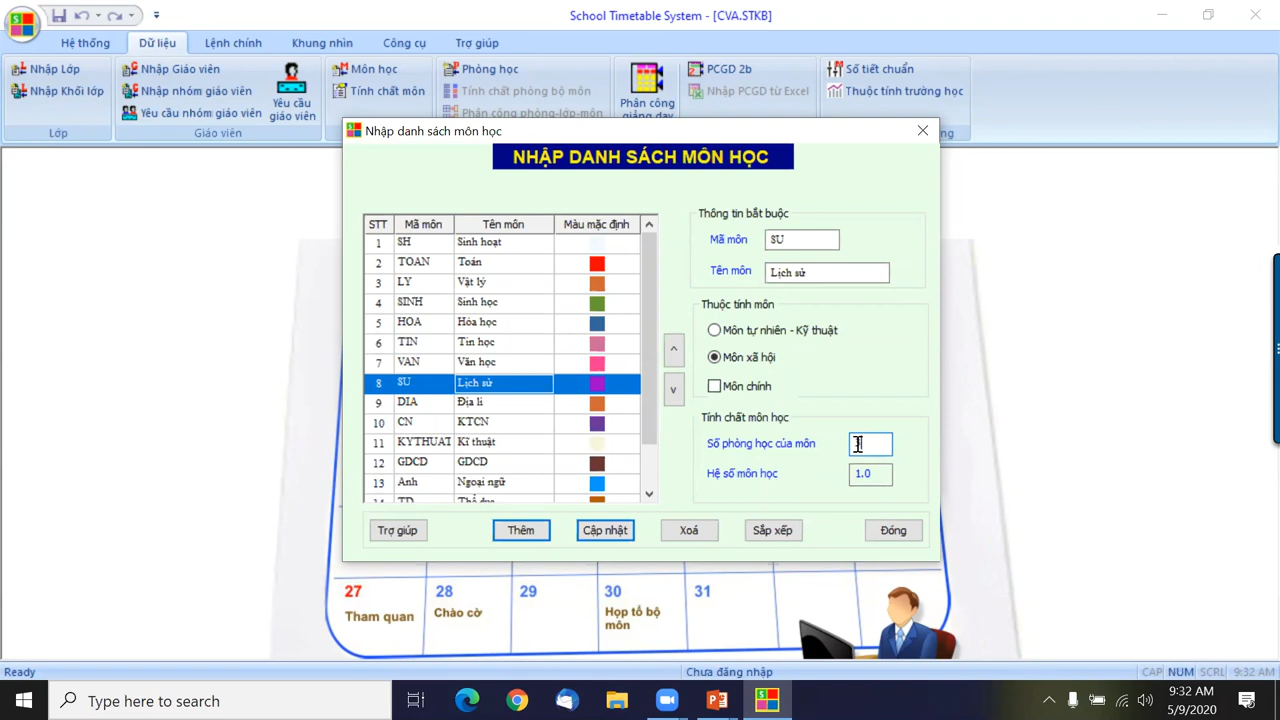 School Timetable System - [CVA.STKB]
Hệ thống
Dữ liệu
Lệnh chính
Khung nhìn
Công cụ
Trợ giúp
Nhập Lớp
Nhập Khối lớp
Lớp
Nhập Giáo viên
Nhập nhóm giáo viên
Yêu cầu nhóm giáo viên
Yêu cầu
giáo viên
Giáo viên
Môn học
Tính chất môn
Phòng học
Tính chất phòng bộ môn
Phân công phòng-lớp-môn
Phân công
giảng dạy
PCGD 2b
Nhập PCGD từ Excel
Số tiết chuẩn
Thuộc tính trường học
Nhập danh sách môn học
NHẬP DANH SÁCH MÔN HỌC
STT Mã môn Tên môn Màu mặc định
1 SH Sinh hoạt
2 TOAN Toán
3 LY Vật lý
4 SINH Sinh học
5 HOA Hóa học
6 TIN Tin học
7 VAN Văn học
8 SU Lịch sử
9 DIA Địa lí
10 CN KTCN
11 KYTHUAT Kĩ thuật
12 GDCD GDCD
13 Anh Ngoại ngữ
14 TD Thể dục
Thông tin bắt buộc
Mã môn SU
Tên môn Lịch sử
Thuộc tính môn
Môn tự nhiên - Kỹ thuật
Môn xã hội
Môn chính
Tính chất môn học
Số phòng học của môn
Hệ số môn học 1.0
Trợ giúp
Thêm
Cập nhật
Xoá
Sắp xếp
Đóng
27 28 29 30 31
Tham quan
Chào cờ
Họp tổ bộ
môn
Ready
Chưa đăng nhập
CAP NUM SCRL 9:32 AM
Type here to search
9:32 AM
5/9/2020